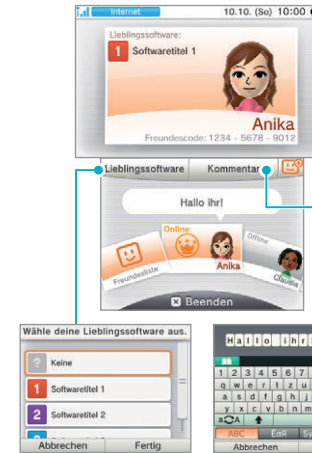 Internet 10.10. (So) 10:00
Lieblingssoftware:
1 Softwaretitel 1
Anika
Freundescode: 1234 - 5678 - 9012
Lieblingssoftware Kommentar
Hallo ihr!
Online
Offline
Freundesliste
Anika
Claudia
Beenden
Wähle deine Lieblingssoftware aus.
? Keine
1 Softwaretitel 1
2 Softwaretitel 2
Abbrechen Fertig
Hallo ihr
1 2 3 4 5 6 7
q w e r t z u
a s d f g h j
y x c v b n m
a A
ABC
Abbrechen